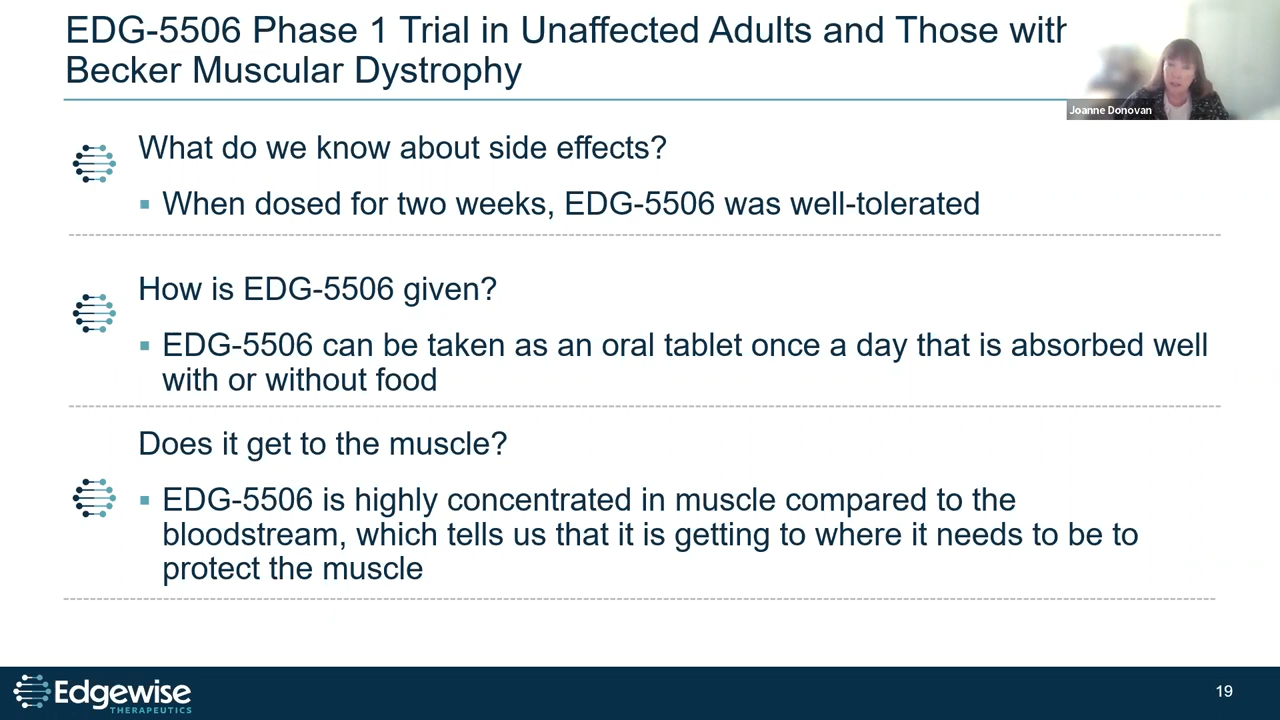 EDG-5506 Phase 1 Trial in Unaffected Adults and Those with
Becker Muscular Dystrophy
Joanne Donovan
What do we know about side effects?
▪ When dosed for two weeks, EDG-5506 was well-tolerated
How is EDG-5506 given?
▪ EDG-5506 can be taken as an oral tablet once a day that is absorbed well
with or without food
Does it get to the muscle?
▪ EDG-5506 is highly concentrated in muscle compared to the
bloodstream, which tells us that it is getting to where it needs to be to
protect the muscle
Edgewise
THERAPEUTICS
19